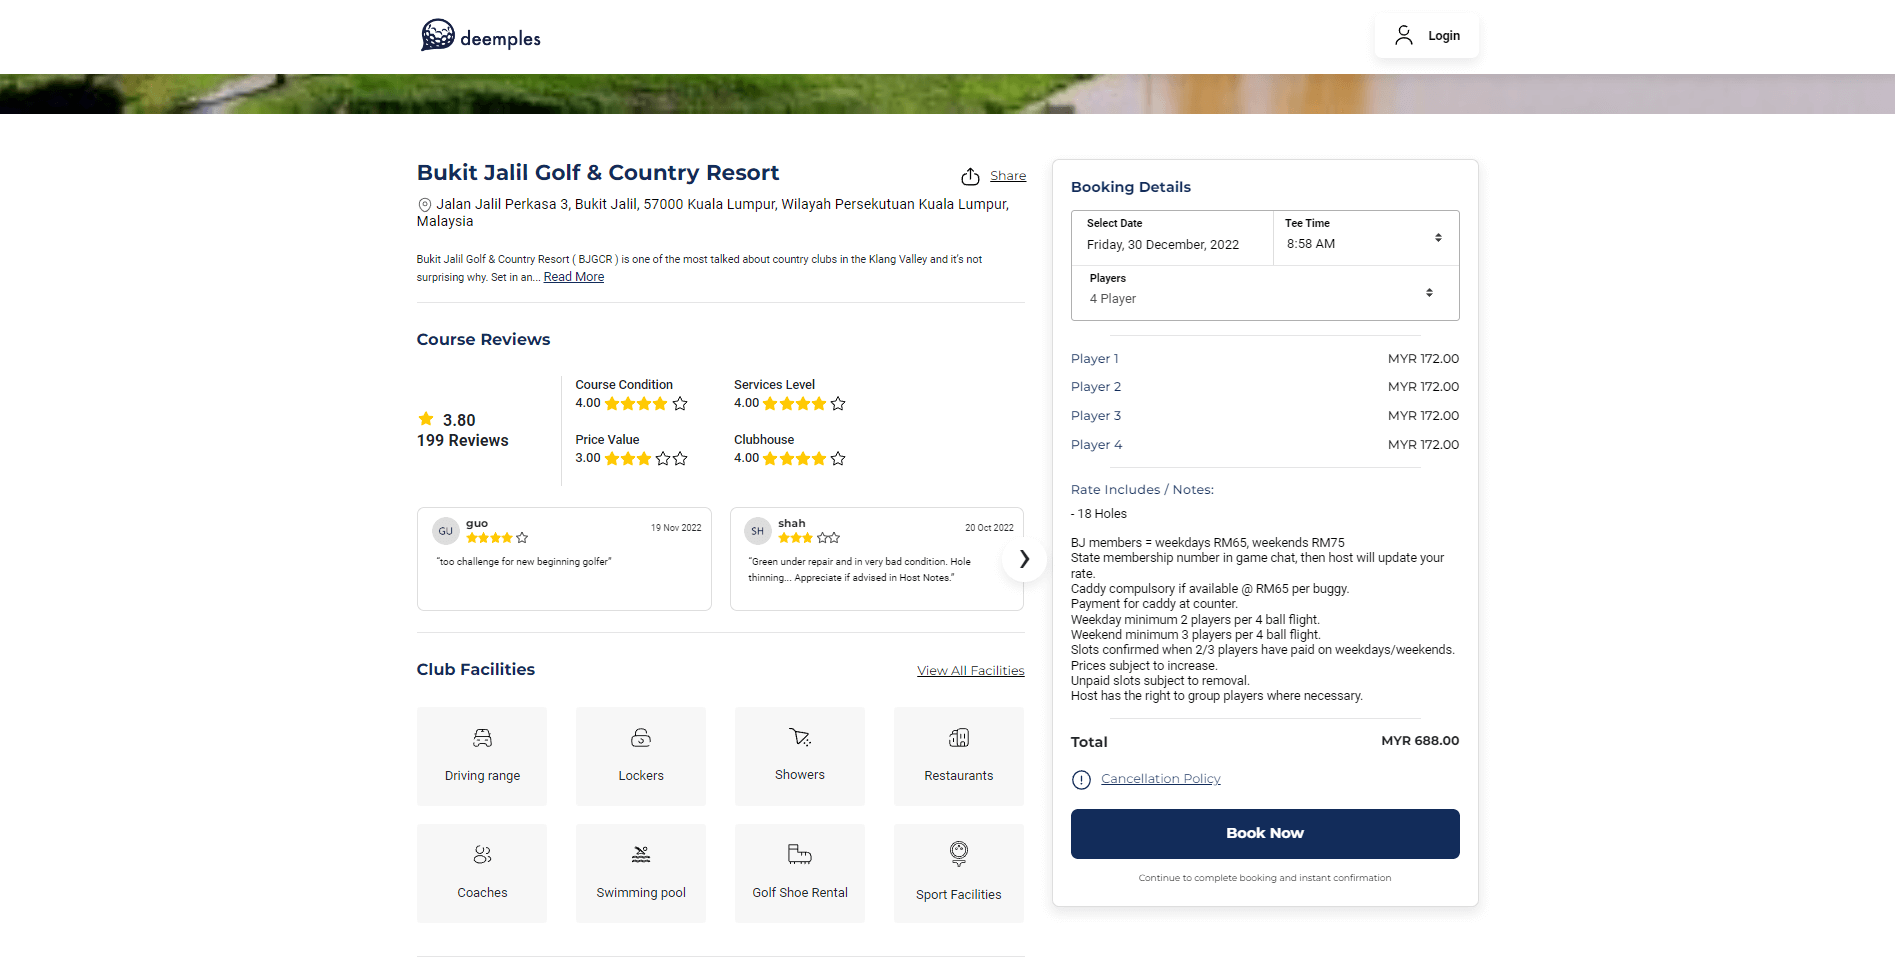 deemples
Login
Bukit Jalil Golf & Country Resort
Share
Jalan Jalil Perkasa 3, Bukit Jalil, 57000 Kuala Lumpur, Wilayah Persekutuan Kuala Lumpur,
Malaysia
Bukit Jalil Golf & Country Resort ( BJGCR ) is one of the most talked about country clubs in the Klang Valley and it's not
surprising why. Set in an... Read More
Course Reviews
3.80
199 Reviews
Course Condition
4.00
Services Level
4.00
Price Value
3.00
Clubhouse
4.00
GU
guo
19 Nov 2022
"too challenge for new beginning golfer"
SH
shah
20 Oct 2022
"Green under repair and in very bad condition. Hole
thinning... Appreciate if advised in Host Notes."
Club Facilities
View All Facilities
Driving range
Lockers
Showers
Restaurants
Coaches
Swimming pool
Golf Shoe Rental
Sport Facilities
Booking Details
Select Date
Friday, 30 December, 2022
Tee Time
8:58 AM
Players
4 Player
Player 1 MYR 172.00
Player 2 MYR 172.00
Player 3 MYR 172.00
Player 4 MYR 172.00
Rate Includes / Notes:
- 18 Holes
BJ members = weekdays RM65, weekends RM75
State membership number in game chat, then host will update your
rate.
Caddy compulsory if available @ RM65 per buggy.
Payment for caddy at counter.
Weekday minimum 2 players per 4 ball flight.
Weekend minimum 3 players per 4 ball flight.
Slots confirmed when 2/3 players have paid on weekdays/weekends.
Prices subject to increase.
Unpaid slots subject to removal.
Host has the right to group players where necessary.
Total MYR 688.00
Cancellation Policy
Book Now
Continue to complete booking and instant confirmation